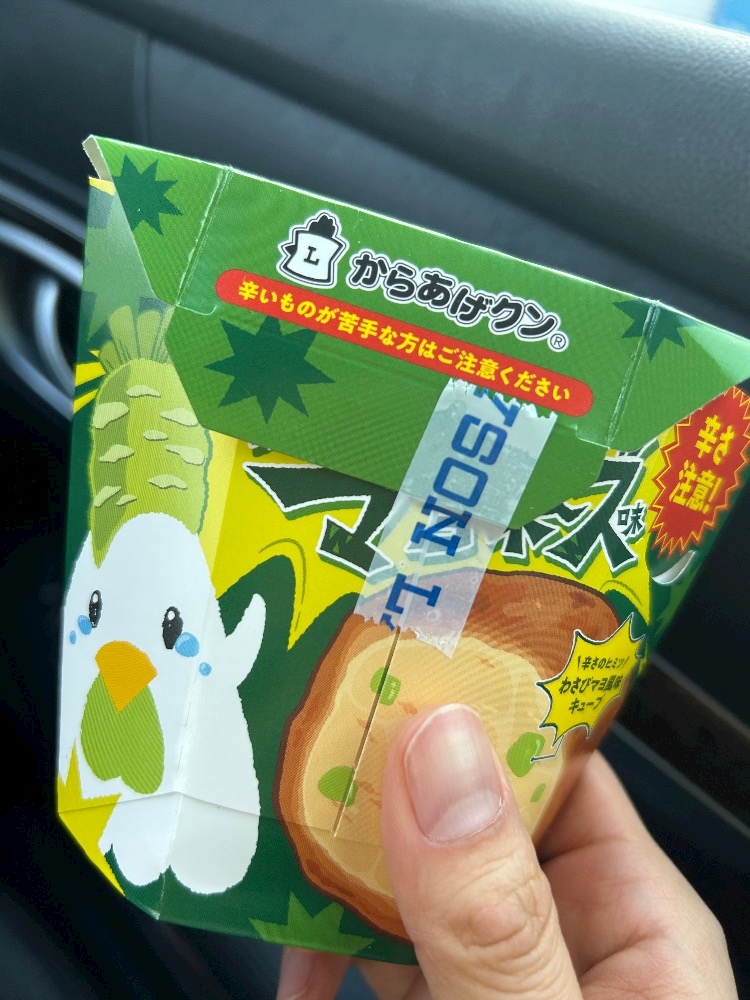 L
からあげクン®
辛いものが苦手な方はご注意ください
辛さ
注意!
味
辛さのヒミツ!
わさびマヨ風味
キューブ